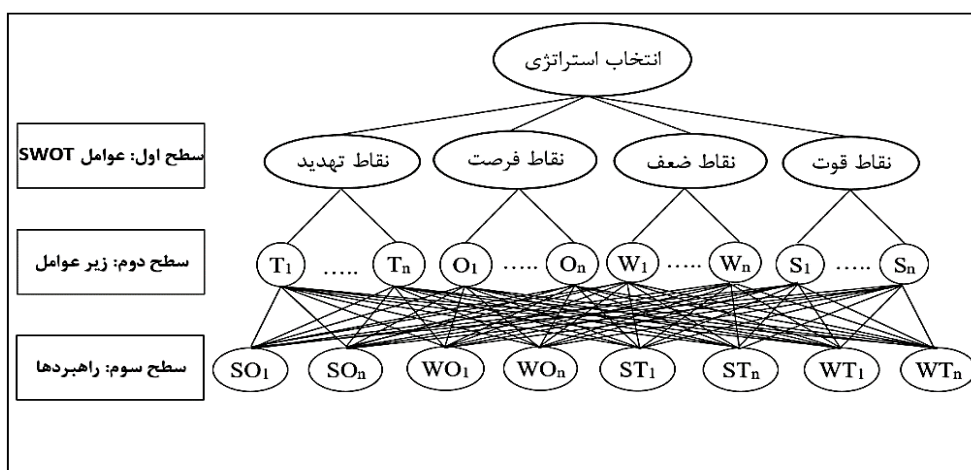 انتخاب استراتژی
سطح اول: عوامل SWOT
نقاط قوت
نقاط ضعف
نقاط فرصت
نقاط تهدید
سطح دوم: زیر عوامل
T1 ..... Tn O1 ..... On W1 ..... Wn S1 ..... Sn
سطح سوم: راهبردها
SO1 SOn WO1 WOn ST1 STn WT1 WTn